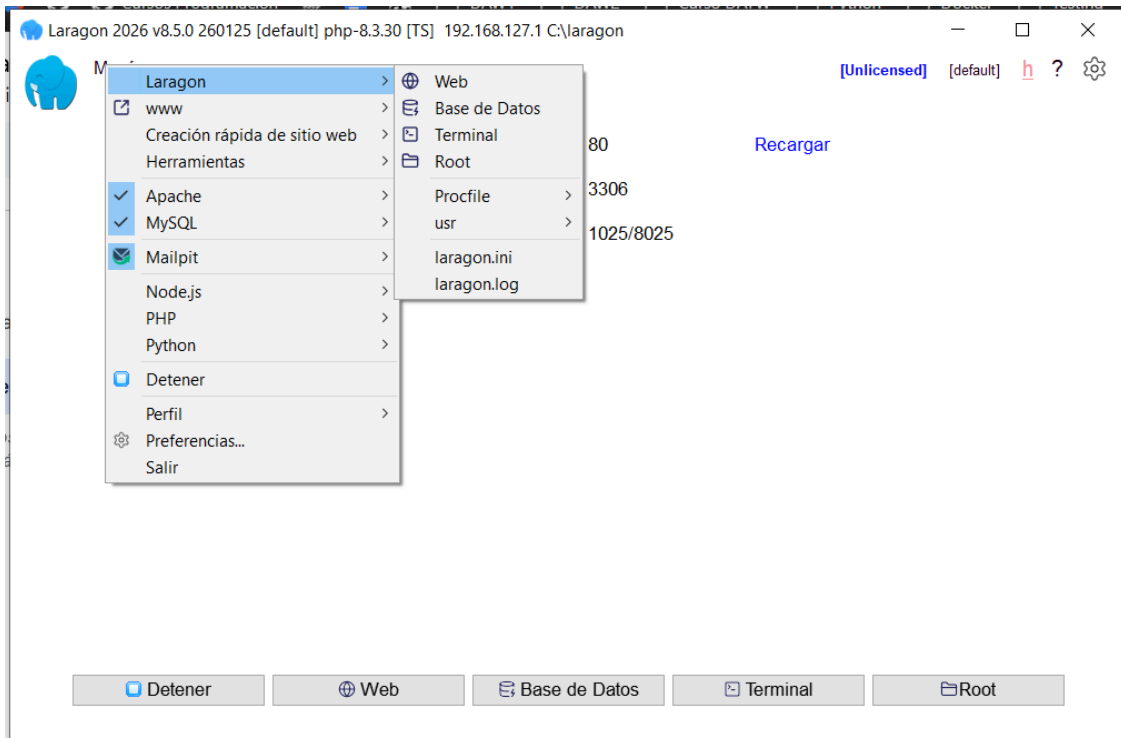 Laragon 2026 v8.5.0 260125 [default] php-8.3.30 [TS] 192.168.127.1 C:\laragon
[Unlicensed] [default] h ?
Laragon
www
Creación rápida de sitio web
Herramientas
Apache
MySQL
Mailpit
Node.js
PHP
Python
Detener
Perfil
Preferencias...
Salir
Web
Base de Datos
Terminal
Root
Procfile
usr
laragon.ini
laragon.log
80 Recargar
3306
1025/8025
Detener Web Base de Datos Terminal Root